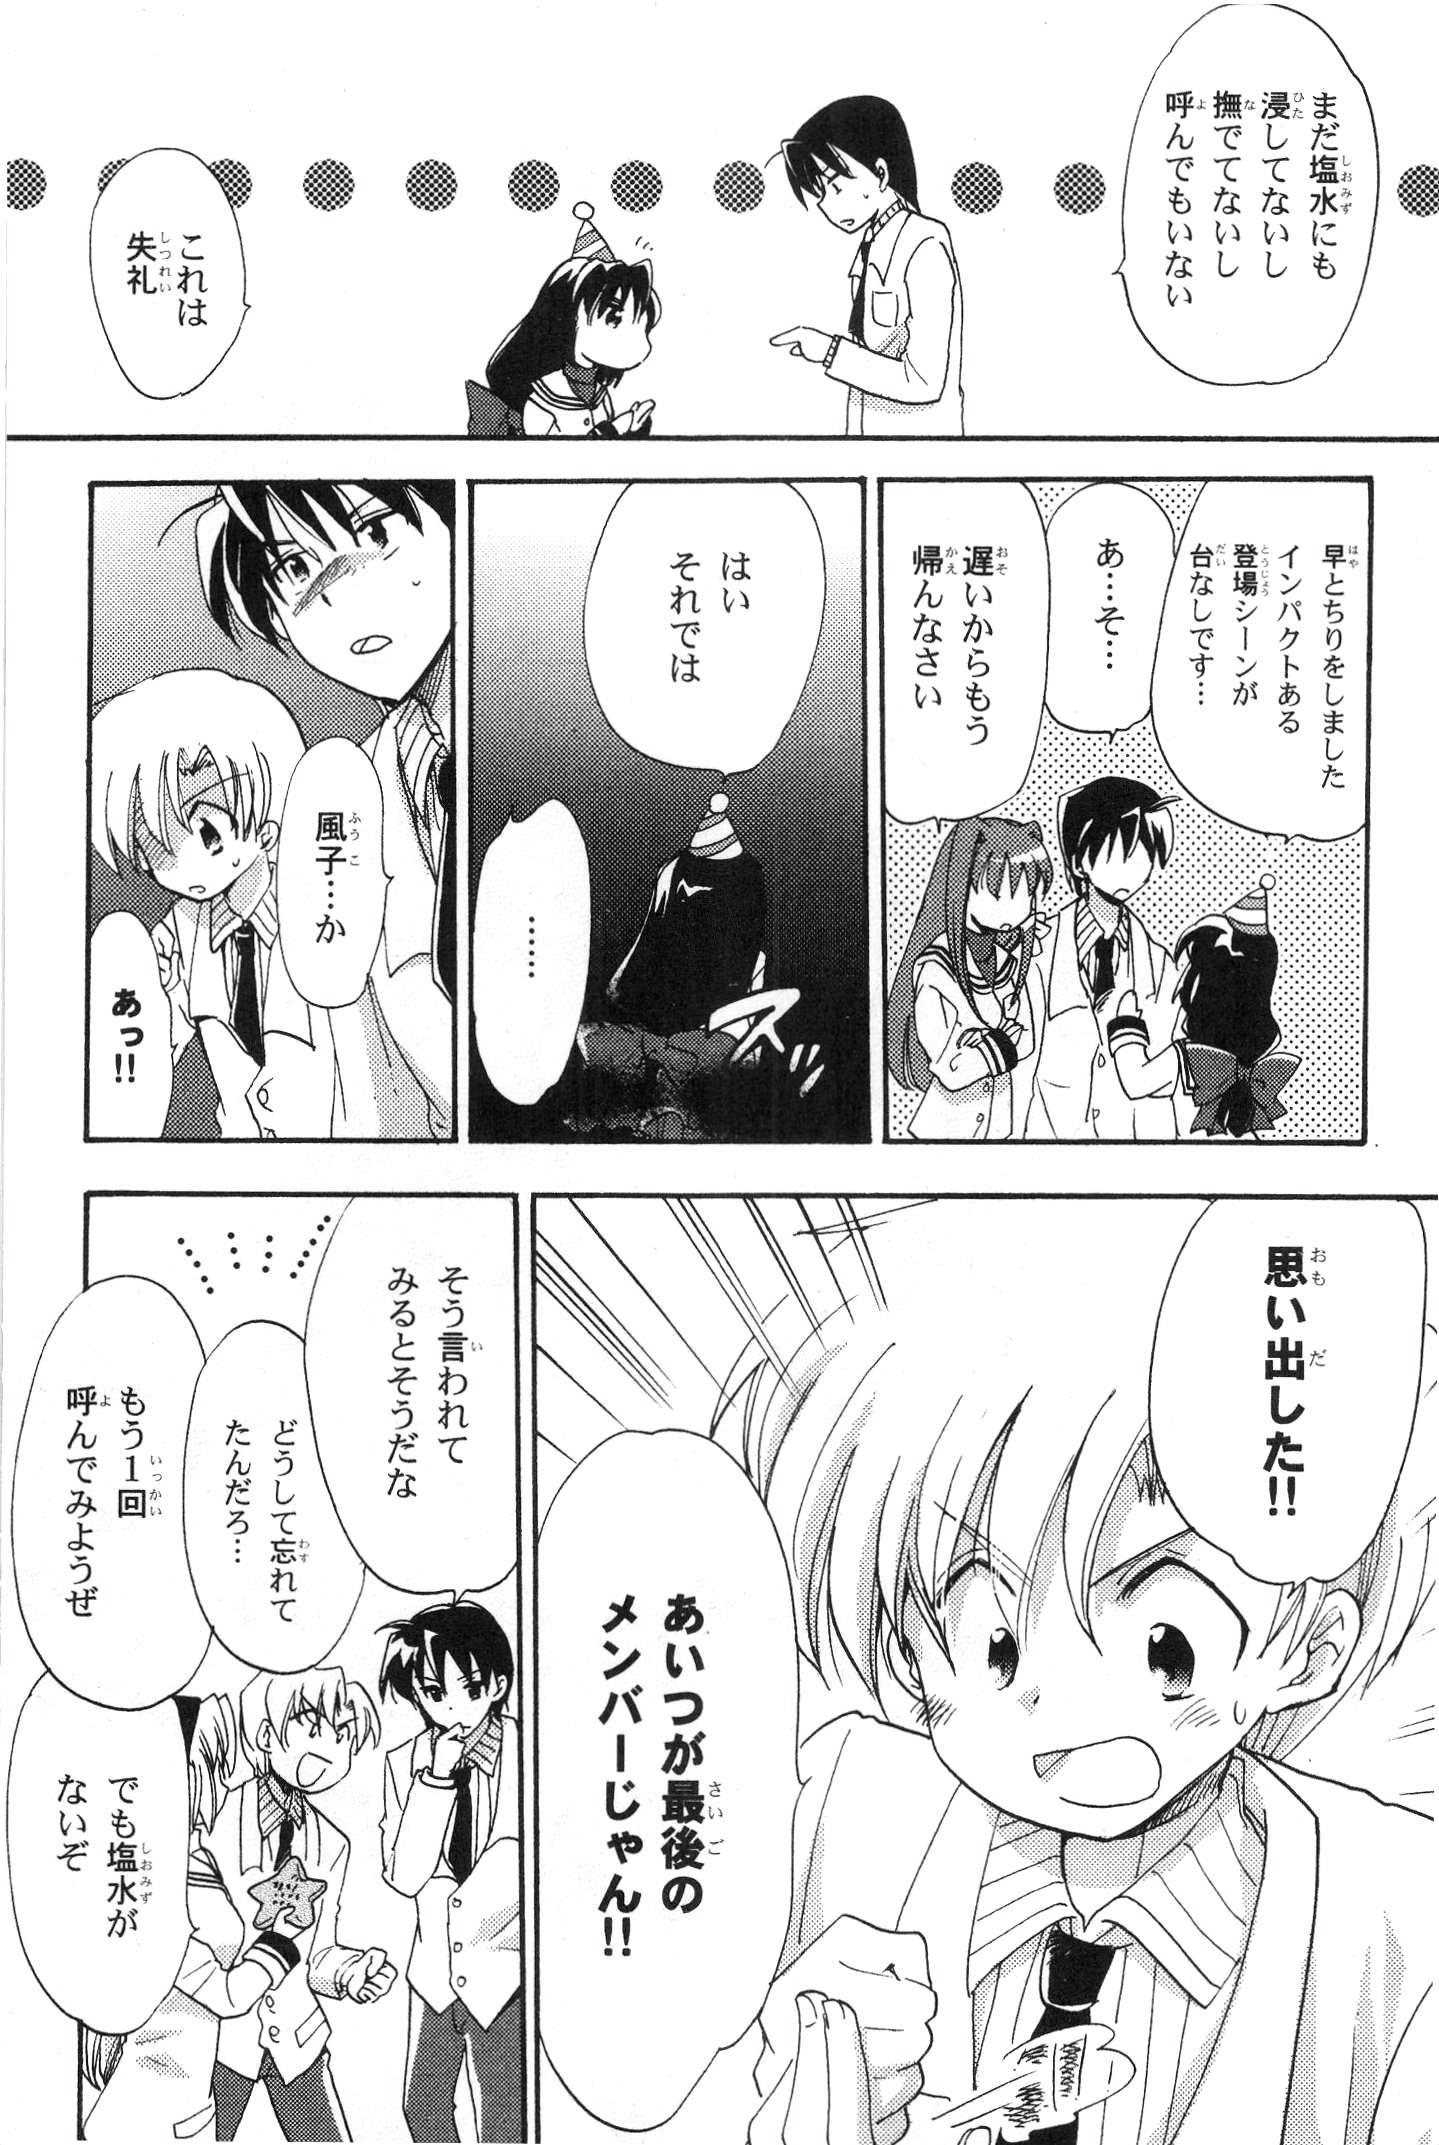 まだ塩水にも
浸してないし
撫でてないし
呼んでもいない
これは
失礼
早とちりをしました
インパクトある
登場シーンが
台なしです…
あ…そ…
遅いからもう
帰んなさい
はい
それでは
ズズ
……
風子…か
あっ!!
思い出した!!
あいつが最後の
メンバーじゃん!!
そう言われて
みるとそうだな
どうして忘れて
たんだろ…
もう1回
呼んでみようぜ
でも塩水が
ないぞ